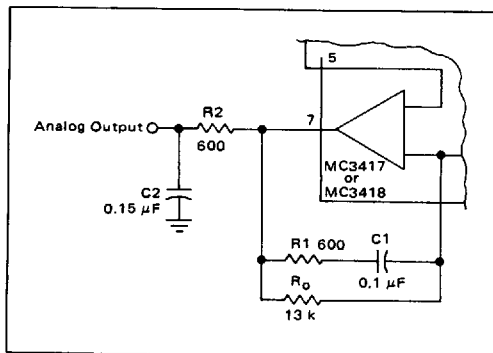 5
R2
Analog Output
7
600
MC3417
or
MC3418
C2
0.15 μF
R1 600
C1
0.1 μF
Ro
13 k